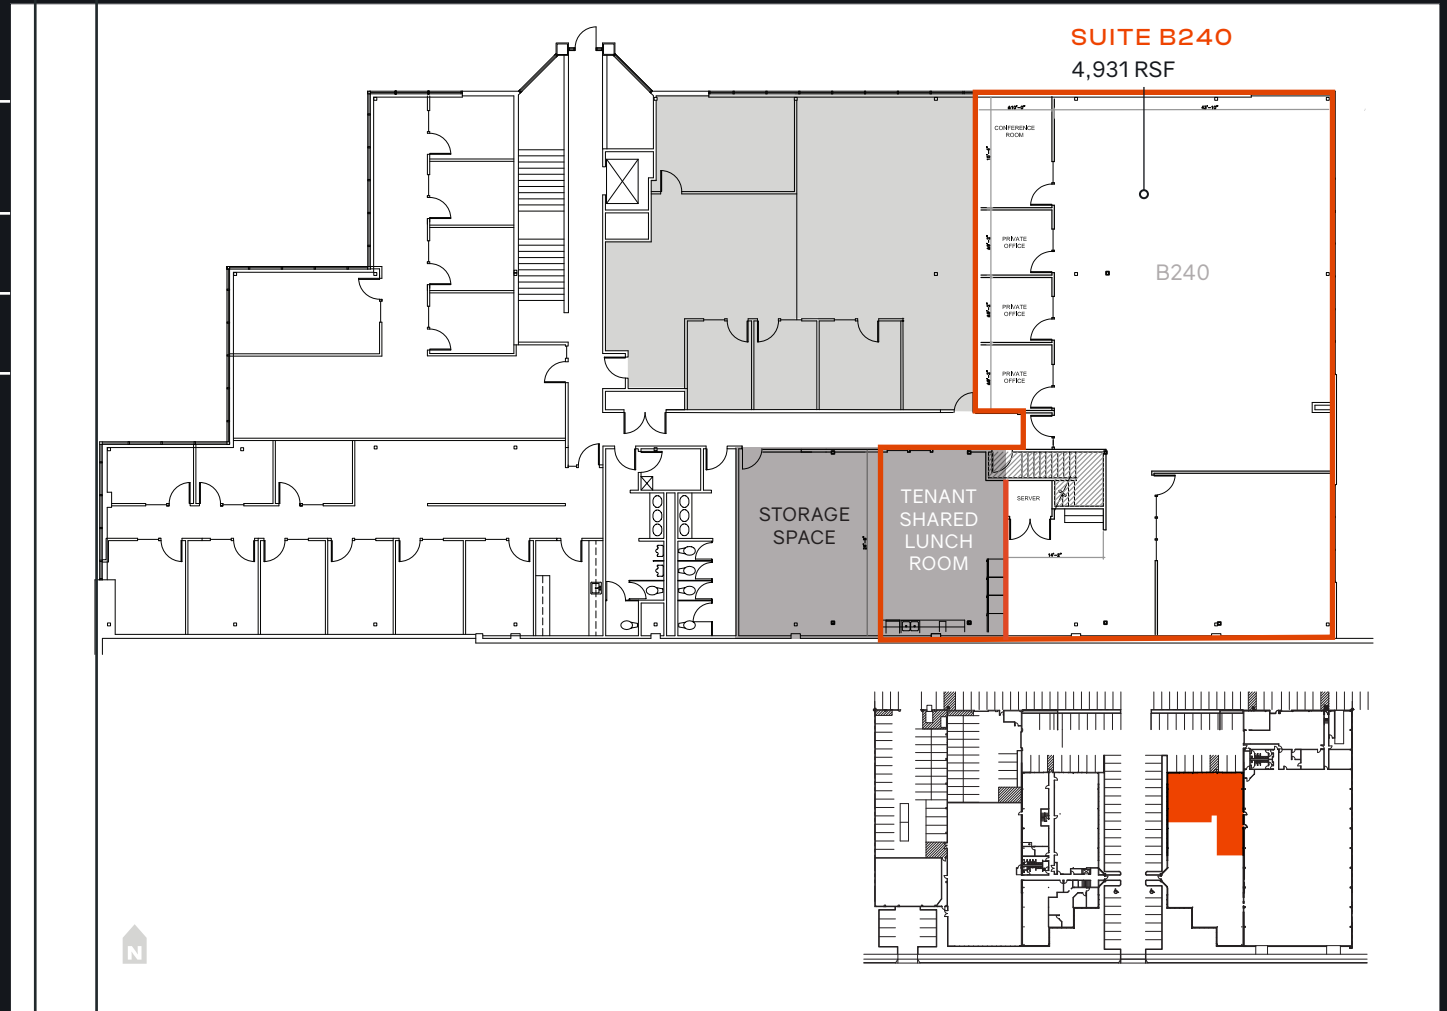 SUITE B240
4,931 RSF
CONFERENCE
ROOM
PRIVATE
OFFICE
B240
PRIVATE
OFFICE
PRIVATE
OFFICE
STORAGE
SPACE
TENANT
SHARED
LUNCH
ROOM
SERVER
N